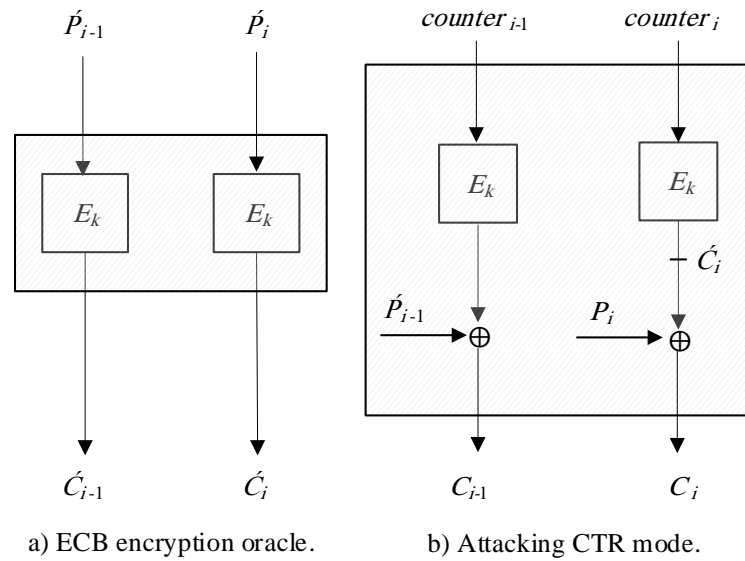 Ṕi-1 Ṕi
Ek Ek
Ći-1 Ći
a) ECB encryption oracle.
counter i-1 counter i
Ek Ek
Ći
Ṕi-1 ⊕ Pi ⊕
Ci-1 Ci
b) Attacking CTR mode.